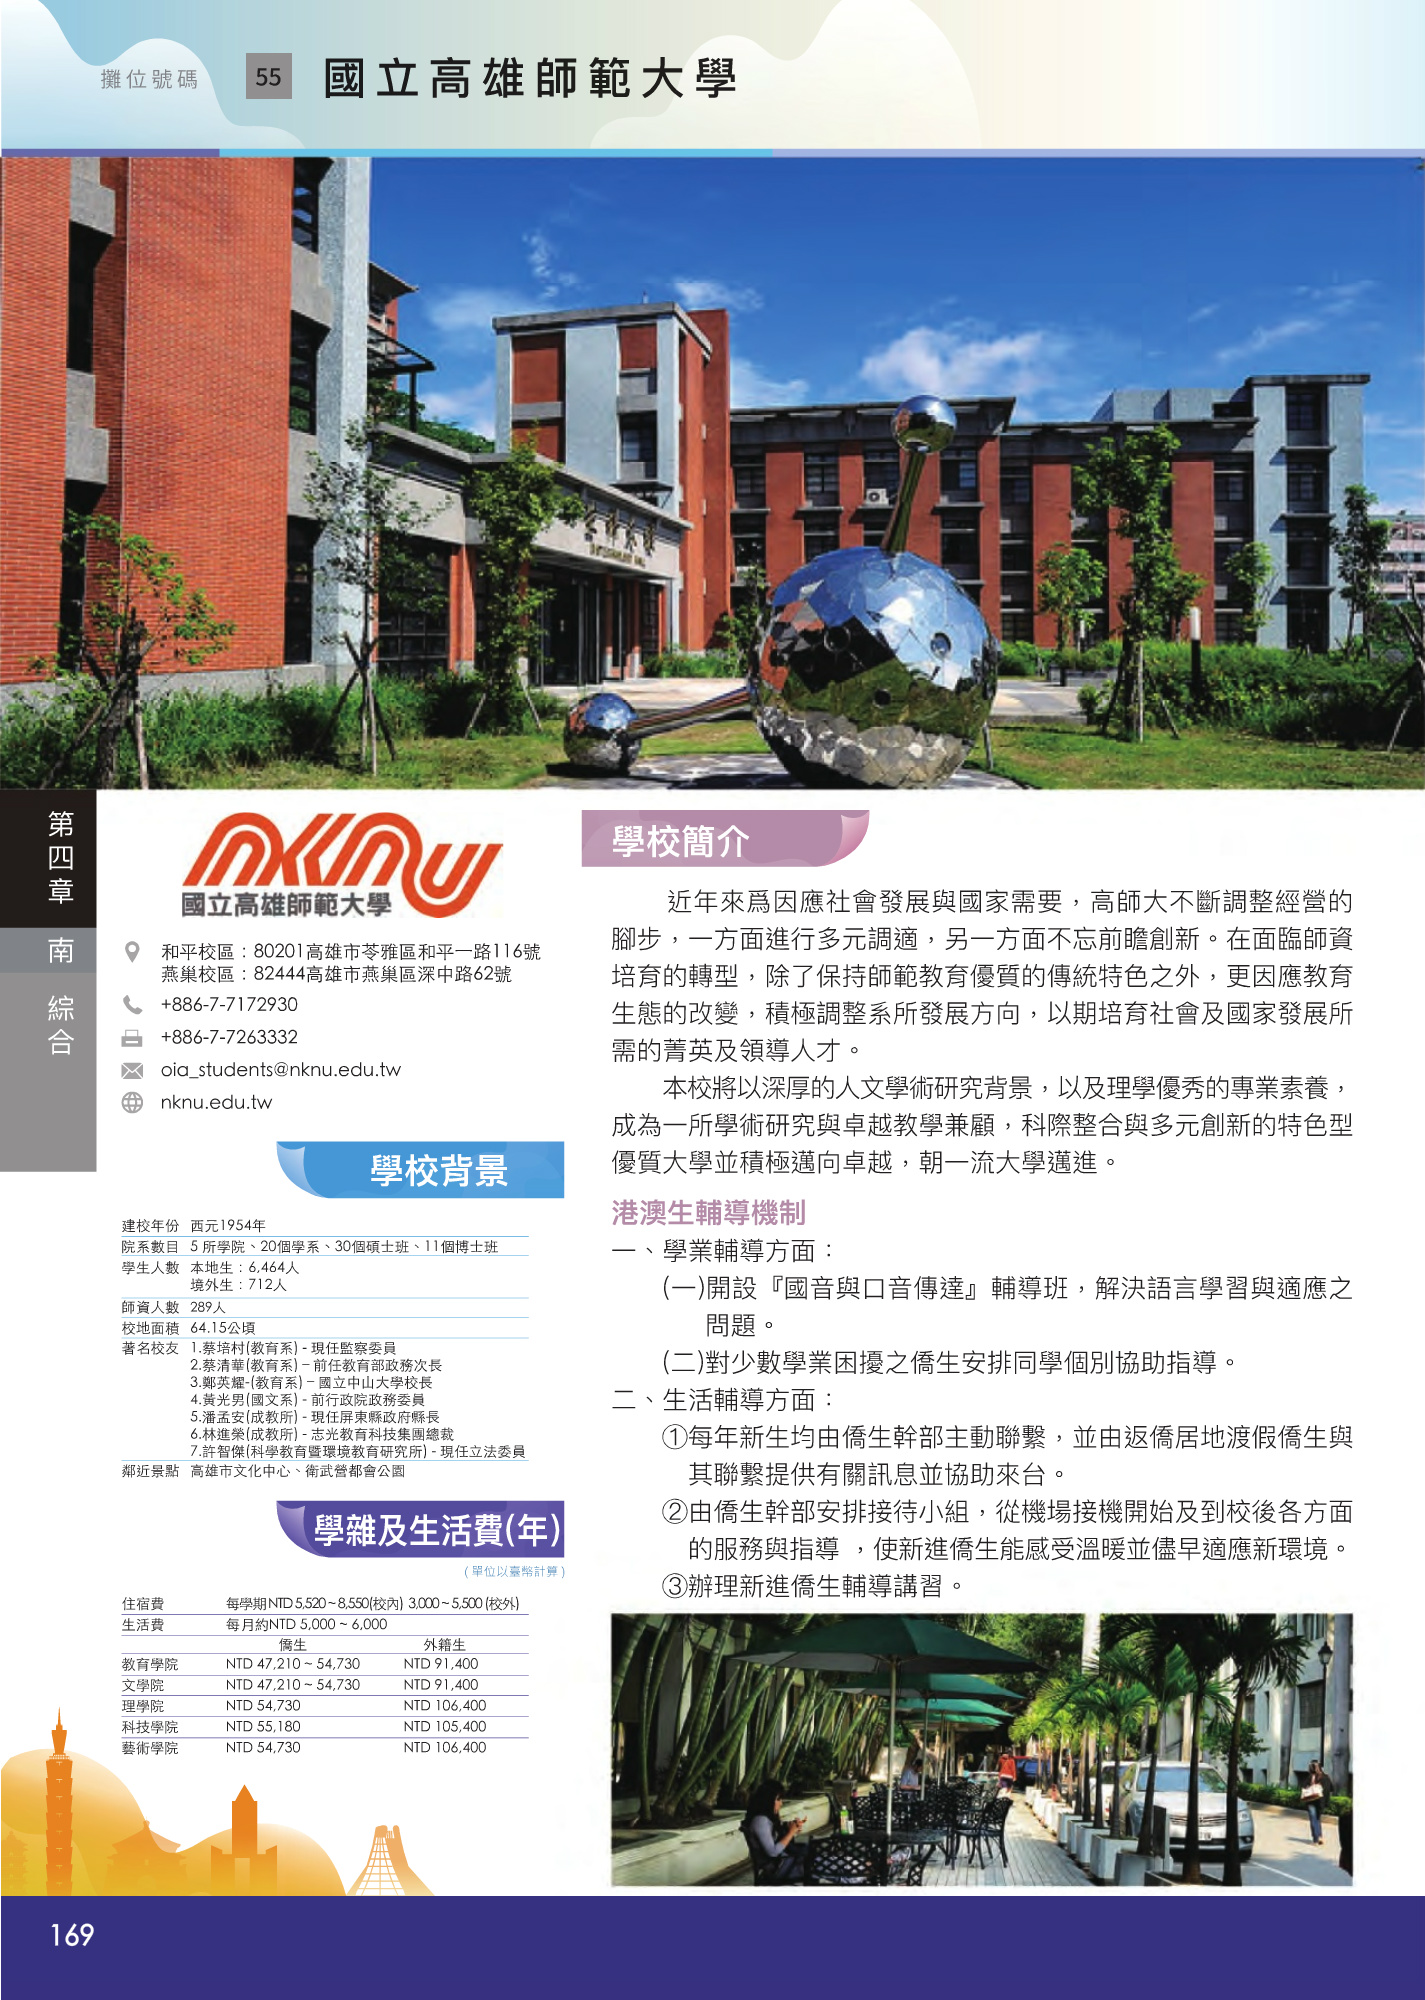 攤位號碼 55 國立高雄師範大學
第四章
南
綜合
nknu
國立高雄師範大學
和平校區：80201高雄市苓雅區和平一路116號
燕巢校區：82444高雄市燕巢區深中路62號
+886-7-7172930
+886-7-7263332
oia_students@nknu.edu.tw
nknu.edu.tw
學校背景
建校年份 西元1954年
院系數目 5 所學院、20個學系、30個碩士班、11個博士班
學生人數 本地生：6,464人
境外生：712人
師資人數 289人
校地面積 64.15公頃
著名校友 1.蔡培村(教育系) - 現任監察委員
2.蔡清華(教育系) – 前任教育部政務次長
3.鄭英耀-(教育系) – 國立中山大學校長
4.黃光男(國文系) - 前行政院政務委員
5.潘孟安(成教所) - 現任屏東縣政府縣長
6.林進榮(成教所) - 志光教育科技集團總裁
7.許智傑(科學教育暨環境教育研究所) - 現任立法委員
鄰近景點 高雄市文化中心、衛武營都會公園
學雜及生活費(年)
(單位以臺幣計算)
住宿費 每學期NTD 5,520 ~ 8,550(校內) 3,000 ~ 5,500 (校外)
生活費 每月約NTD 5,000 ~ 6,000
僑生 外籍生
教育學院 NTD 47,210 ~ 54,730 NTD 91,400
文學院 NTD 47,210 ~ 54,730 NTD 91,400
理學院 NTD 54,730 NTD 106,400
科技學院 NTD 55,180 NTD 105,400
藝術學院 NTD 54,730 NTD 106,400
學校簡介
近年來爲因應社會發展與國家需要，高師大不斷調整經營的
腳步，一方面進行多元調適，另一方面不忘前瞻創新。在面臨師資
培育的轉型，除了保持師範教育優質的傳統特色之外，更因應教育
生態的改變，積極調整系所發展方向，以期培育社會及國家發展所
需的菁英及領導人才。
本校將以深厚的人文學術研究背景，以及理學優秀的專業素養，
成為一所學術研究與卓越教學兼顧，科際整合與多元創新的特色型
優質大學並積極邁向卓越，朝一流大學邁進。
港澳生輔導機制
一、學業輔導方面：
(一)開設『國音與口音傳達』輔導班，解決語言學習與適應之
問題。
(二)對少數學業困擾之僑生安排同學個別協助指導。
二、生活輔導方面：
①每年新生均由僑生幹部主動聯繫，並由返僑居地渡假僑生與
其聯繫提供有關訊息並協助來台。
②由僑生幹部安排接待小組，從機場接機開始及到校後各方面
的服務與指導 ，使新進僑生能感受溫暖並儘早適應新環境。
③辦理新進僑生輔導講習。
169